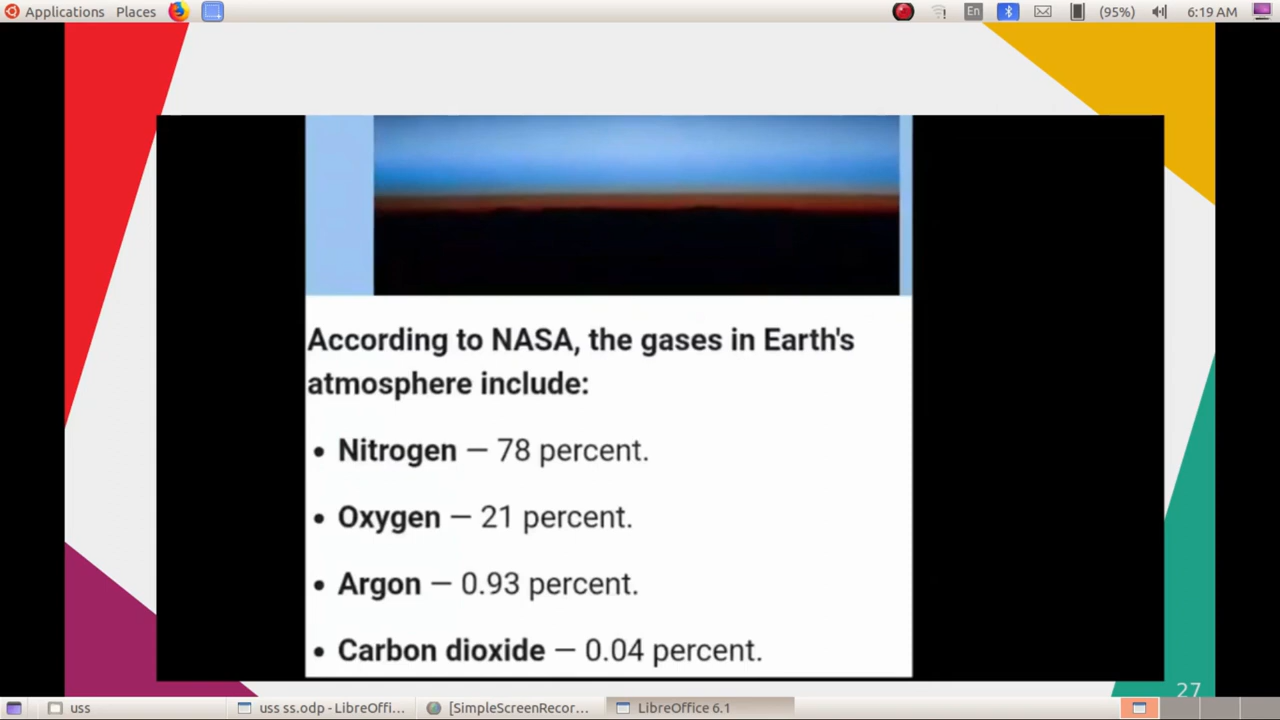 Applications Places En (95%) 6:19 AM
According to NASA, the gases in Earth's
atmosphere include:
• Nitrogen — 78 percent.
• Oxygen — 21 percent.
• Argon — 0.93 percent.
• Carbon dioxide — 0.04 percent.
27
uss uss ss.odp - LibreOffi... [SimpleScreenRecor... LibreOffice 6.1